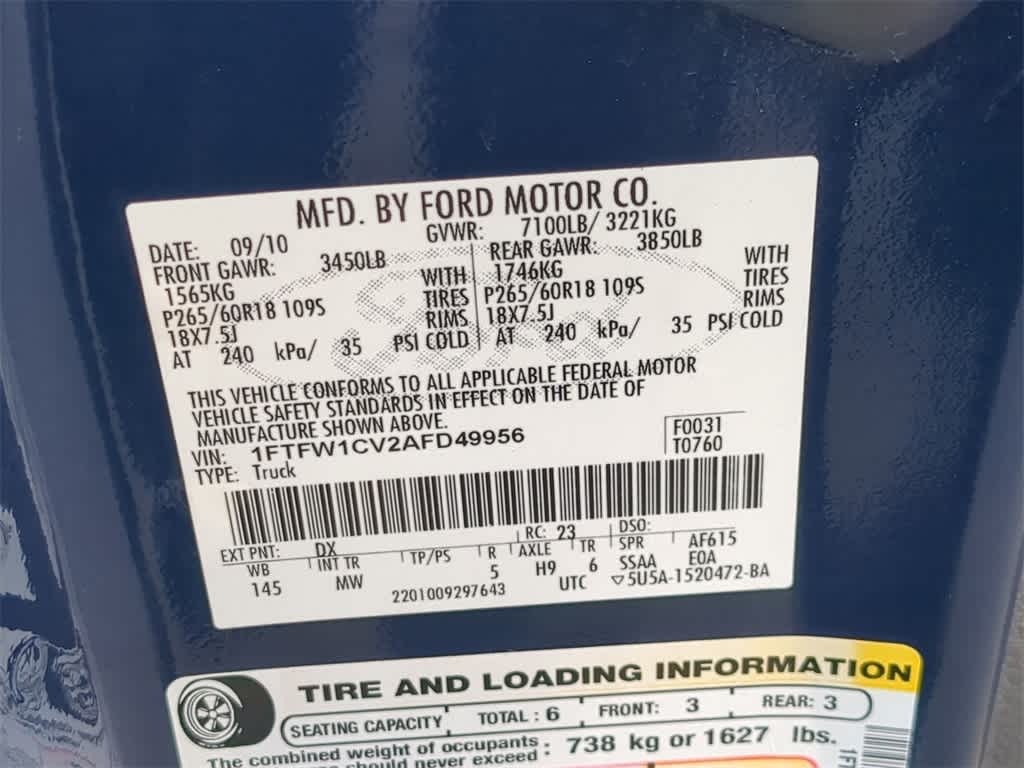 MFD. BY FORD MOTOR CO.
DATE: 09/10 GVWR: 7100LB/ 3221KG
FRONT GAWR: 3450LB REAR GAWR: 3850LB
1565KG WITH 1746KG WITH
P265/60R18 109S TIRES P265/60R18 109S TIRES
18X7.5J RIMS 18X7.5J RIMS
AT 240 kPa/ 35 PSI COLD AT 240 kPa/ 35 PSI COLD
THIS VEHICLE CONFORMS TO ALL APPLICABLE FEDERAL MOTOR
VEHICLE SAFETY STANDARDS IN EFFECT ON THE DATE OF
MANUFACTURE SHOWN ABOVE.
VIN: 1FTFW1CV2AFD49956 F0031
TYPE: Truck T0760
EXT PNT: DX RC: 23 DSO:
WB INT TR TP/PS R AXLE TR SPR AF615
145 MW 5 H9 6 SSAA E0A
2201009297643 UTC ▽5U5A-1520472-BA
Ford
TIRE AND LOADING INFORMATION
SEATING CAPACITY TOTAL : 6 FRONT: 3 REAR: 3
The combined weight of occupants : 738 kg or 1627 lbs.
should never exceed
1FT